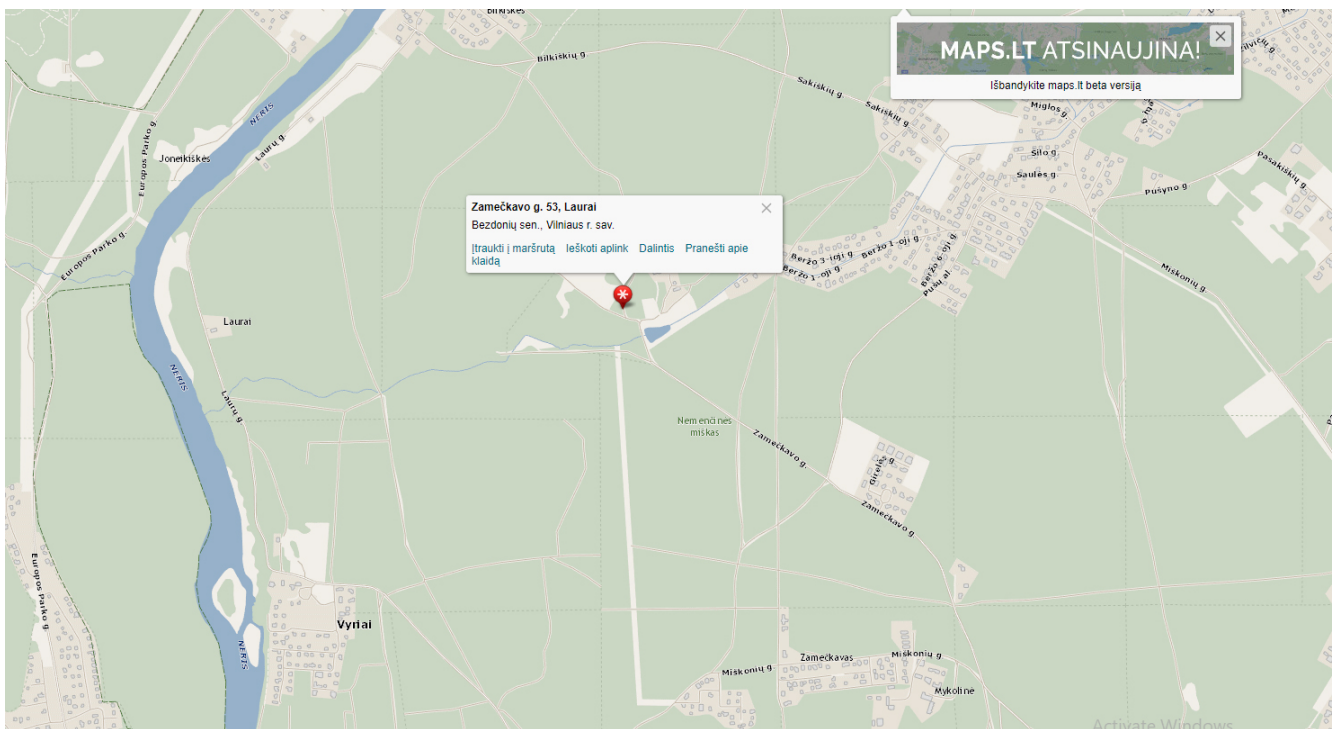 Bilkiškių
MAPS.LT ATSINAUJINA!
Išbandykite maps.lt beta versiją
Bilkiškių g.
Sakiškių g.
Sakiškių g.
Miglos g.
Šilo g.
Saulės g.
Pušyno g.
Pasakiškių g.
NERIS
Laurų g.
Joneikiškės
Europos Parko g.
Europos Parko g.
Zamečkavo g. 53, Laurai
Bezdonių sen., Vilniaus r. sav.
Įtraukti į maršrutą Ieškoti aplink Dalintis Pranešti apie
klaidą
Beržo 3-ioji g.
Beržo 1-oji g.
Beržo 1-oji g.
Beržo 6-oji g.
Pušų al.
Miškonių g.
Laurai
NERIS
Laurų g.
Nemenčinės
miškas
Zamečkavo g.
Girelės g.
Zamečkavo g.
Europos Parko g.
Vyriai
NERIS
Miškonių g.
Zamečkavas
Miškonių g.
Mykolinė
Activate Windows